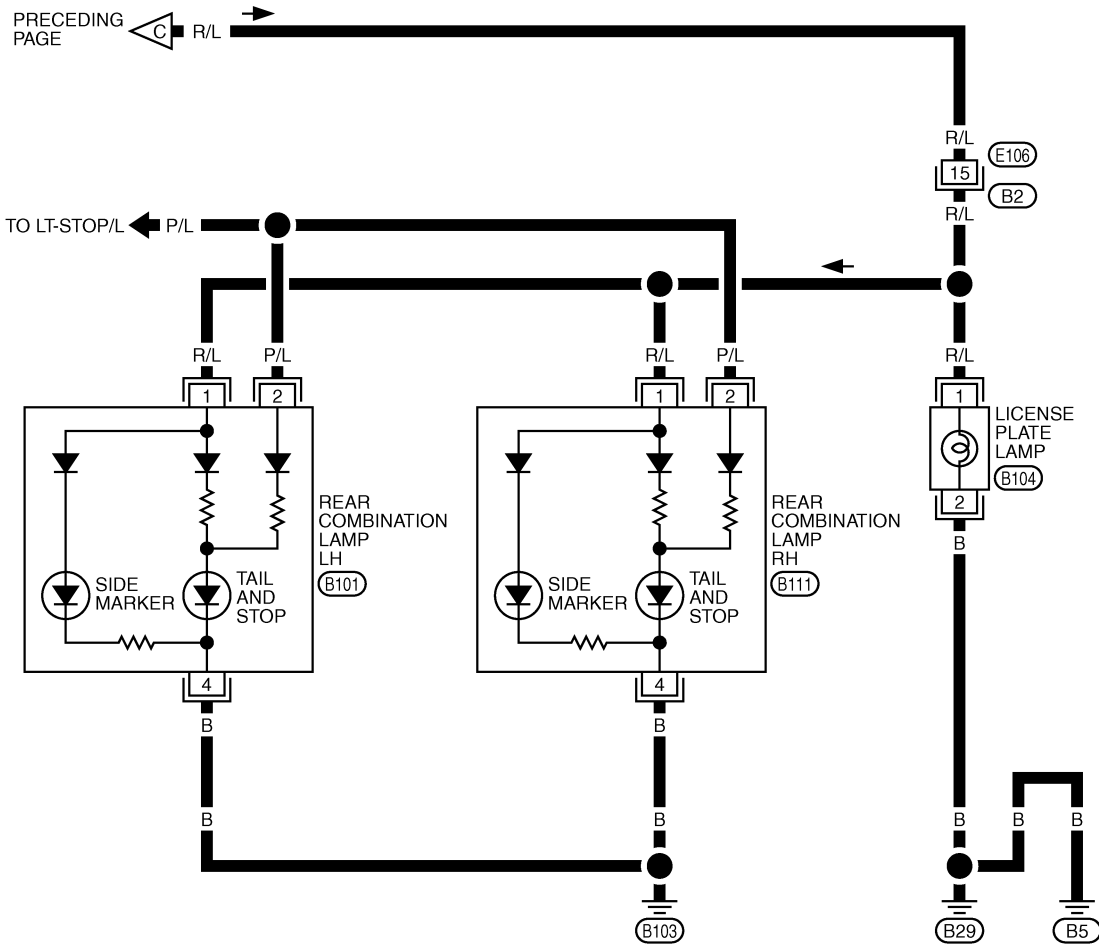 PRECEDING
PAGE
C
R/L
R/L
15
E106
B2
R/L
TO LT-STOP/L
P/L
R/L
P/L
R/L
P/L
R/L
1
2
1
2
1
LICENSE
PLATE
LAMP
B104
2
B
REAR
COMBINATION
LAMP
LH
B101
SIDE
MARKER
TAIL
AND
STOP
REAR
COMBINATION
LAMP
RH
B111
SIDE
MARKER
TAIL
AND
STOP
4
4
B
B
B
B
B
B
B
B103
B29
B5